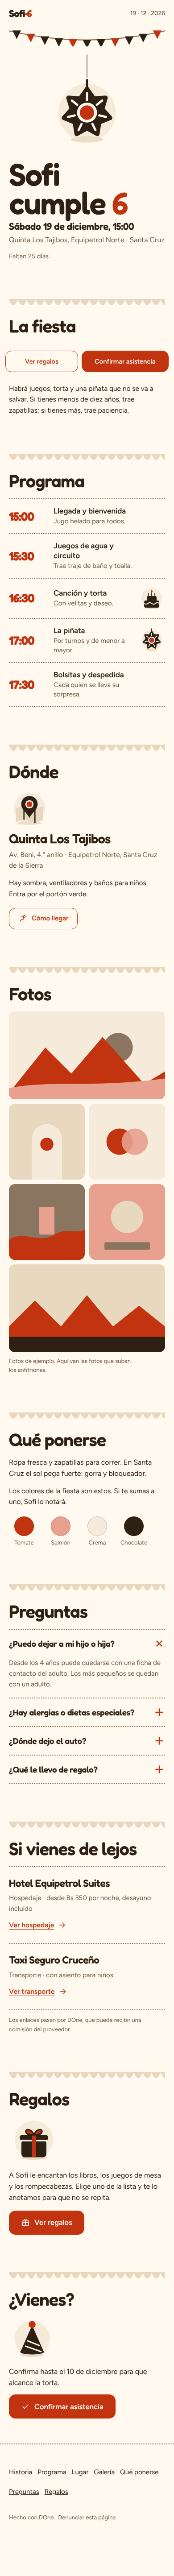 Sofi·6
19 · 12 · 2026
Sofi
cumple 6
Sábado 19 de diciembre, 15:00
Quinta Los Tajibos, Equipetrol Norte · Santa Cruz
Faltan 25 días
La fiesta
Ver regalos
Confirmar asistencia
Habrá juegos, torta y una piñata que no se va a
salvar. Si tienes menos de diez años, trae
zapatillas; si tienes más, trae paciencia.
Programa
15:00
Llegada y bienvenida
Jugo helado para todos.
15:30
Juegos de agua y
circuito
Trae traje de baño y toalla.
16:30
Canción y torta
Con velitas y deseo.
17:00
La piñata
Por turnos y de menor a
mayor.
17:30
Bolsitas y despedida
Cada quien se lleva su
sorpresa.
Dónde
Quinta Los Tajibos
Av. Beni, 4.º anillo · Equipetrol Norte, Santa Cruz
de la Sierra
Hay sombra, ventiladores y baños para niños.
Entra por el portón verde.
Cómo llegar
Fotos
Fotos de ejemplo. Aquí van las fotos que suban
los anfitriones.
Qué ponerse
Ropa fresca y zapatillas para correr. En Santa
Cruz el sol pega fuerte: gorra y bloqueador.
Los colores de la fiesta son estos. Si te sumas a
uno, Sofi lo notará.
Tomate
Salmón
Crema
Chocolate
Preguntas
¿Puedo dejar a mi hijo o hija?
Desde los 4 años puede quedarse con una ficha de
contacto del adulto. Los más pequeños se quedan
con un adulto.
¿Hay alergias o dietas especiales?
¿Dónde dejo el auto?
¿Qué le llevo de regalo?
Si vienes de lejos
Hotel Equipetrol Suites
Hospedaje · desde Bs 350 por noche, desayuno
incluido
Ver hospedaje
Taxi Seguro Cruceño
Transporte · con asiento para niños
Ver transporte
Los enlaces pasan por DOne, que puede recibir una
comisión del proveedor.
Regalos
A Sofi le encantan los libros, los juegos de mesa
y los rompecabezas. Elige uno de la lista y te lo
anotamos para que no se repita.
Ver regalos
¿Vienes?
Confirma hasta el 10 de diciembre para que
alcance la torta.
Confirmar asistencia
Historia Programa Lugar Galería Qué ponerse
Preguntas Regalos
Hecho con DOne. Denunciar esta página